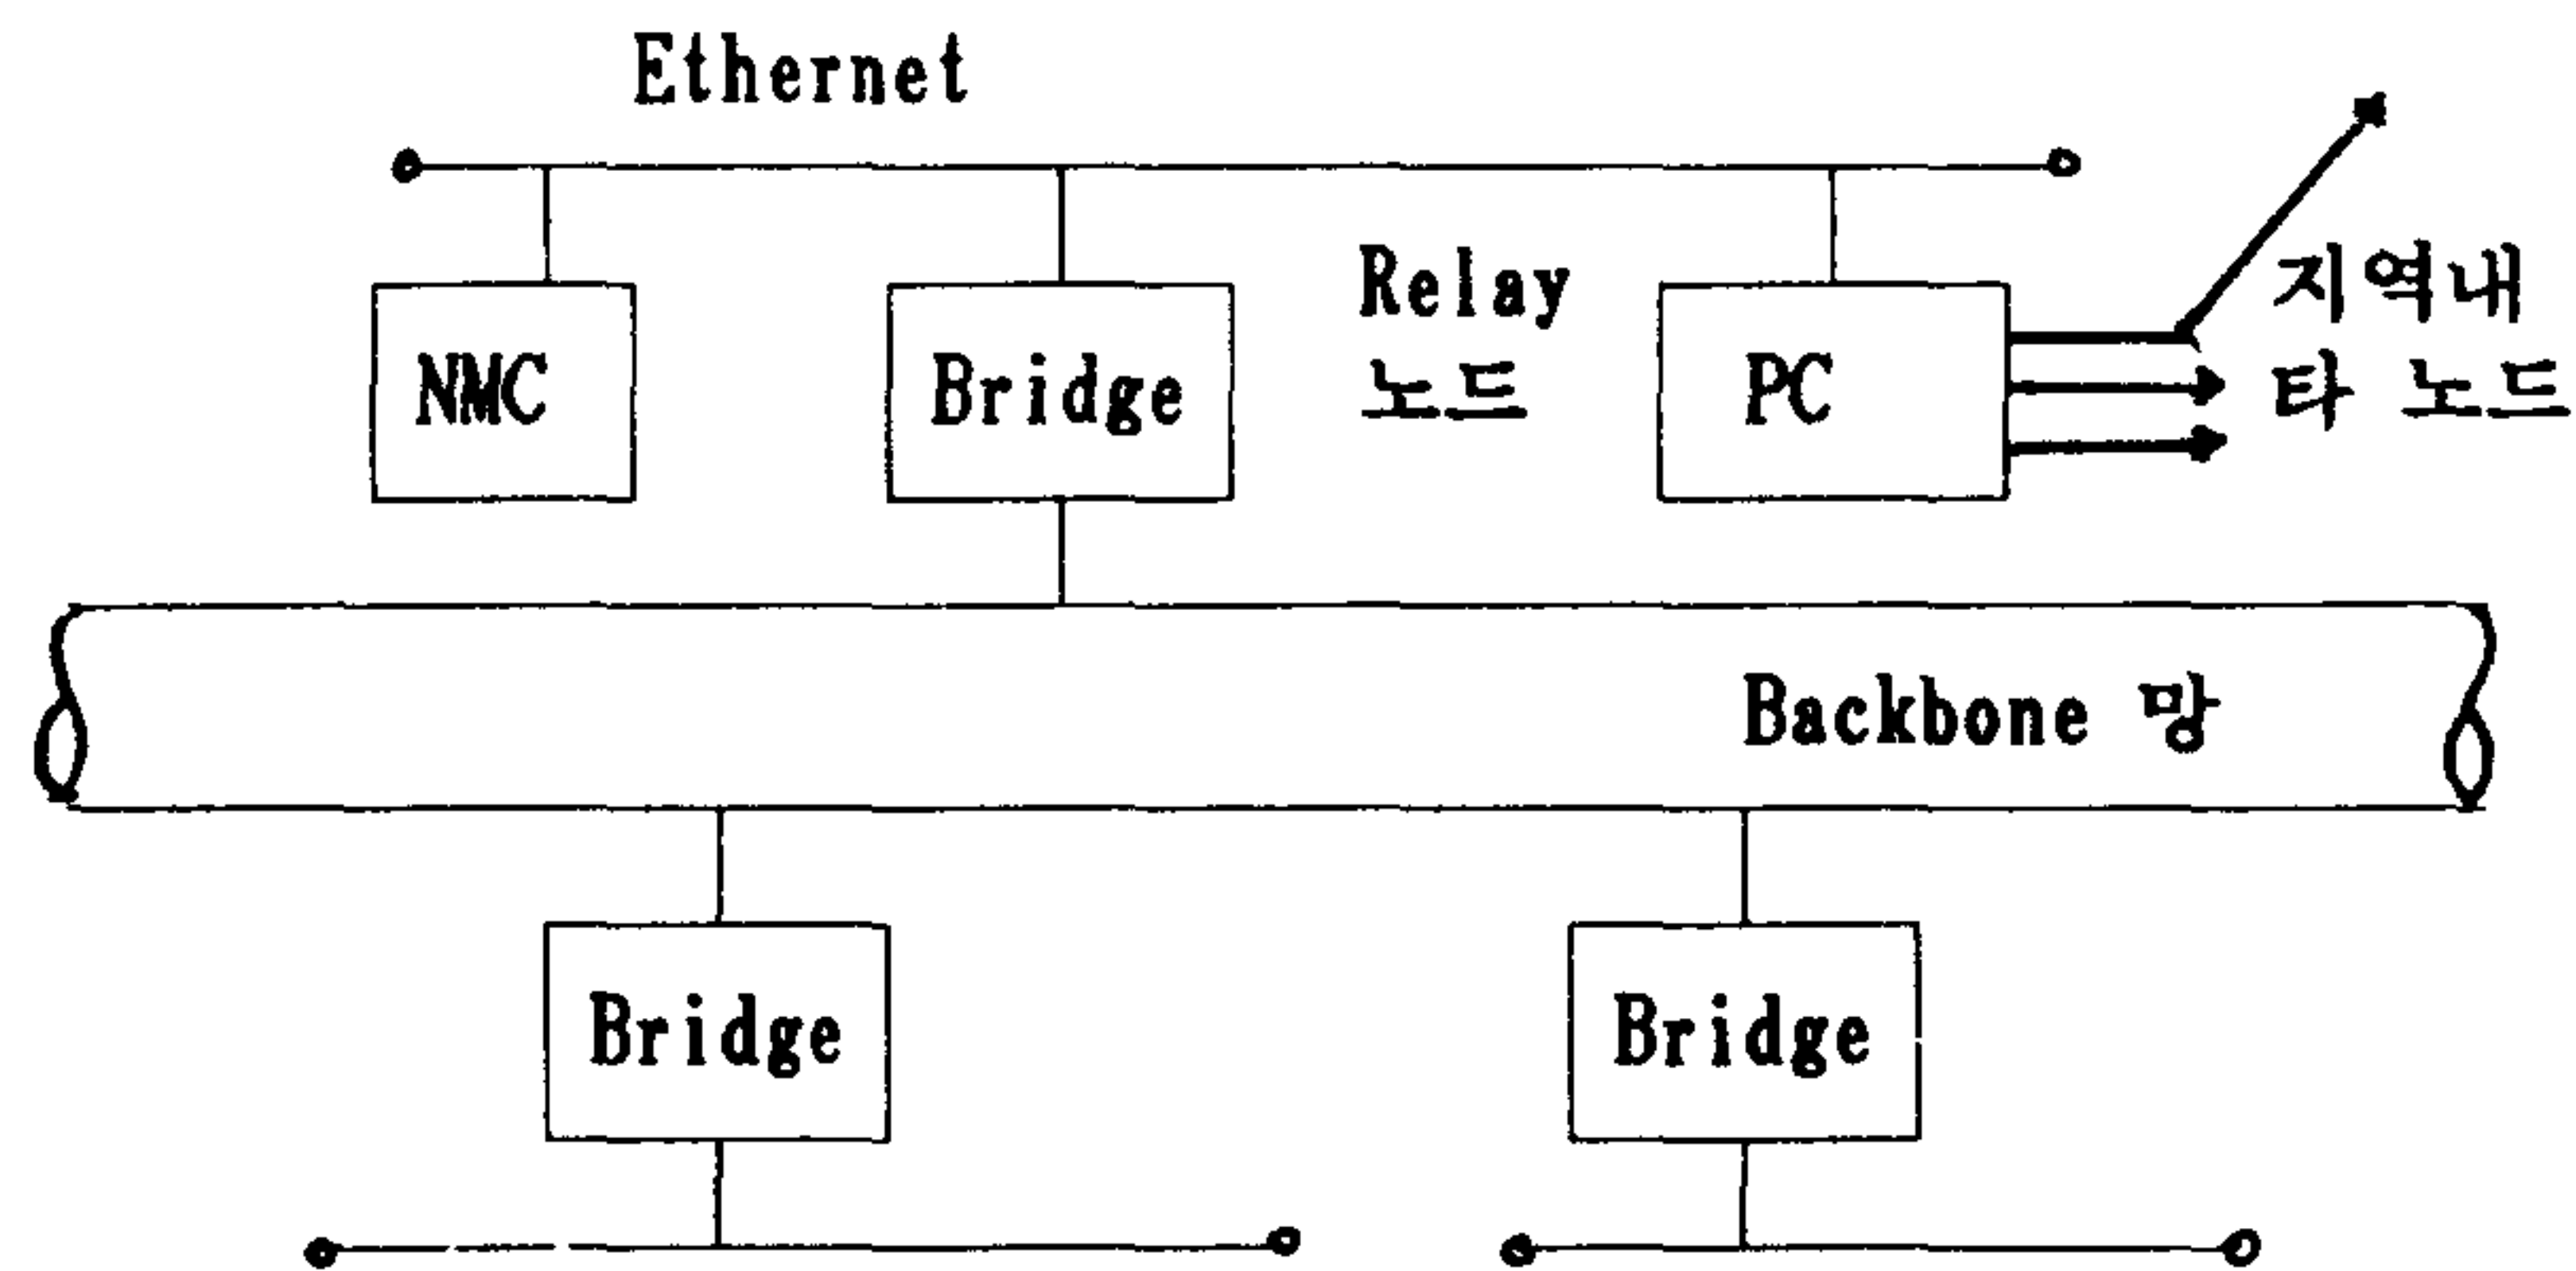 Ethernet
NMC
Bridge
Relay
노드
PC
지역내
타 노드
Backbone 망
Bridge
Bridge